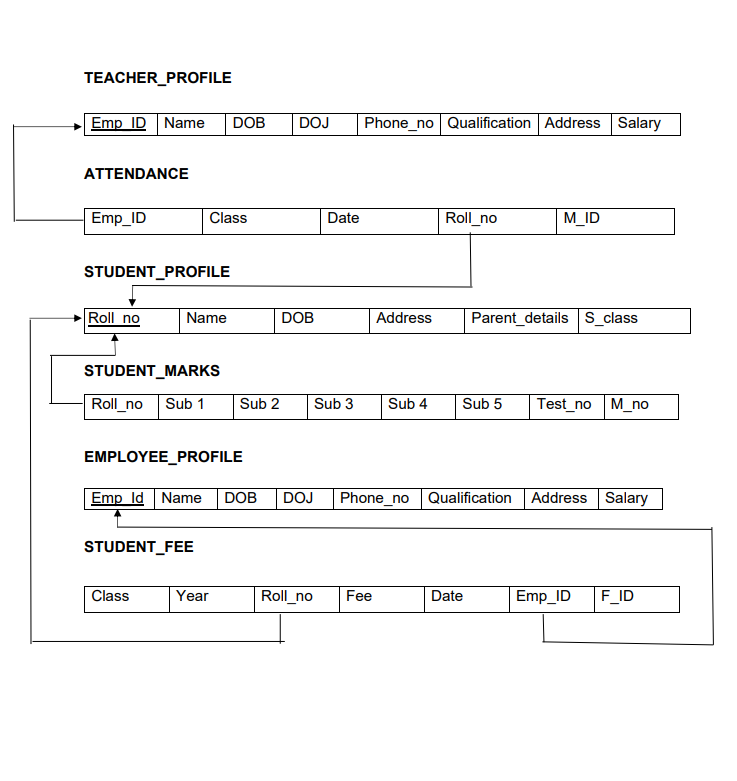 TEACHER_PROFILE
Emp_ID Name DOB DOJ Phone_no Qualification Address Salary
ATTENDANCE
Emp_ID Class Date Roll_no M_ID
STUDENT_PROFILE
Roll_no Name DOB Address Parent_details S_class
STUDENT_MARKS
Roll_no Sub 1 Sub 2 Sub 3 Sub 4 Sub 5 Test_no M_no
EMPLOYEE_PROFILE
Emp_Id Name DOB DOJ Phone_no Qualification Address Salary
STUDENT_FEE
Class Year Roll_no Fee Date Emp_ID F_ID